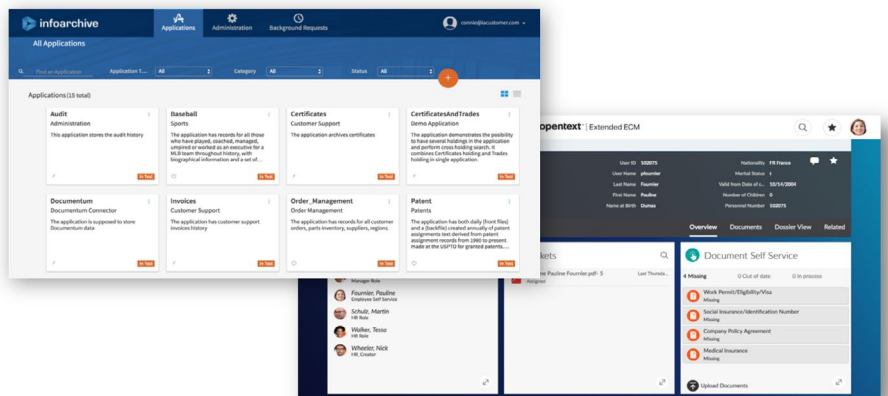 infoarchive
Applications
Administration
Background Requests
connie@iacustomer.com
All Applications
Find an Application
Application T...
All
Category
All
Status
All
+
Applications (15 total)
Audit
Administration
This application stores the audit history
In Test
Baseball
Sports
The application has records for all those
who have played, coached, managed,
umpired or worked as an executive for a
MLB team throughout history, with
biographical information and a set of...
In Test
Certificates
Customer Support
The application archives certificates
In Test
CertificatesAndTrades
Demo Application
The application demonstrates the possibility
to have several holdings in the application
and perform cross holding search. It
combines Certificates holding and Trades
holding in single application.
In Test
Documentum
Documentum Connector
The application is supposed to store
Documentum data
In Test
Invoices
Customer Support
The application has customer support
invoices history
In Test
Order_Management
Order Management
The application has records for all customer
orders, parts inventory, suppliers, regions.
In Test
Patent
Patents
The application has both daily (front files)
and a (backfile) created annually of patent
assignments text derived from patent
assignment records from 1980 to present
made at the USPTO for granted patents....
In Test
opentext™ | Extended ECM
User ID 102075
User Name pfournier
Last Name Fournier
First Name Pauline
Name at Birth Dumas
Nationality FR France
Marital Status 1
Valid from Date of c... 10/14/2004
Number of Children 0
Personnel Number 102075
Overview
Documents
Dossier View
Related
Manager Role
Fournier, Pauline
Employee Self Service
Schulz, Martin
HR Role
Walker, Tessa
HR Role
Wheeler, Nick
HR_Creator
kets
ne Pauline Fournier.pdf- 5
Assigned
Last Thursda...
Document Self Service
4 Missing
0 Out of date
0 In process
Work Permit/Eligibility/Visa
Missing
Social Insurance/Identification Number
Missing
Company Policy Agreement
Missing
Medical Insurance
Missing
Upload Documents